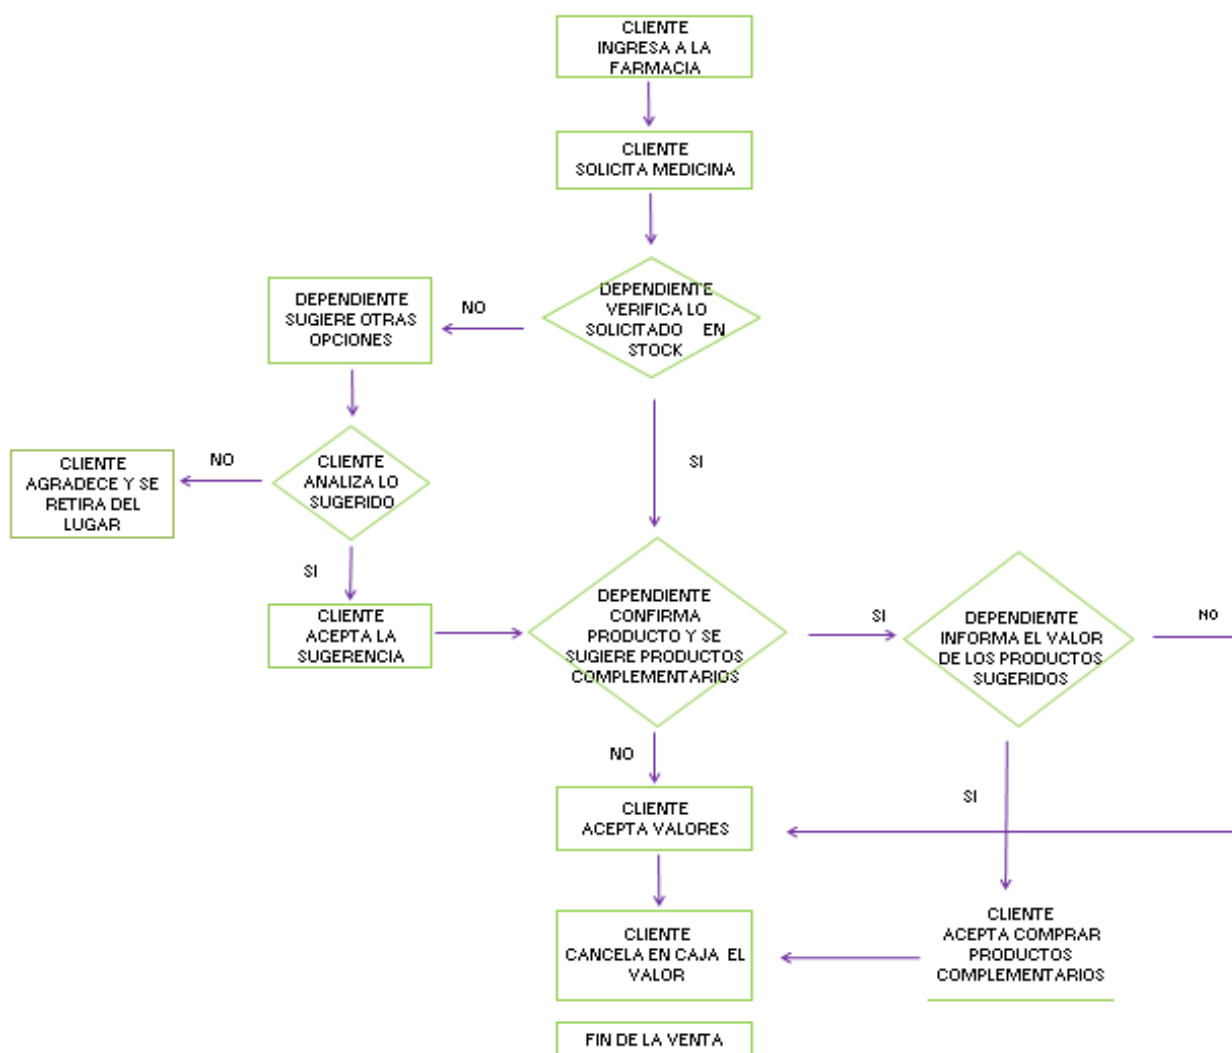 CLIENTE
INGRESA A LA
FARMACIA
CLIENTE
SOLICITA MEDICINA
DEPENDIENTE
VERIFICA LO
SOLICITADO EN
STOCK
NO
DEPENDIENTE
SUGIERE OTRAS
OPCIONES
SI
CLIENTE
ANALIZA LO
SUGERIDO
NO
CLIENTE
AGRADECE Y SE
RETIRA DEL
LUGAR
SI
CLIENTE
ACEPTA LA
SUGERENCIA
DEPENDIENTE
CONFIRMA
PRODUCTO Y SE
SUGIERE PRODUCTOS
COMPLEMENTARIOS
SI
DEPENDIENTE
INFORMA EL VALOR
DE LOS PRODUCTOS
SUGERIDOS
NO
NO
CLIENTE
ACEPTA VALORES
SI
CLIENTE
CANCELA EN CAJA EL
VALOR
CLIENTE
ACEPTA COMPRAR
PRODUCTOS
COMPLEMENTARIOS
FIN DE LA VENTA